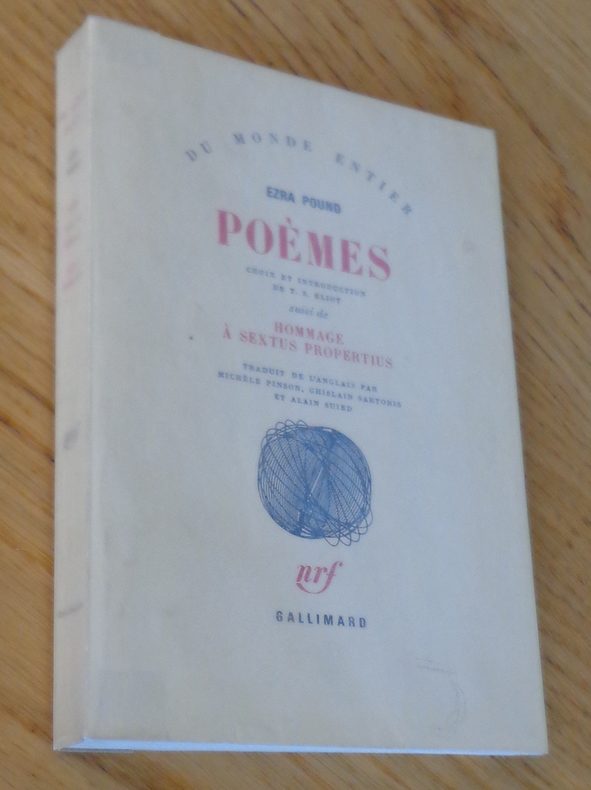 DU MONDE ENTIER
EZRA POUND
POÈMES
CHOIX ET INTRODUCTION
DE T. S. ELIOT
suivi de
HOMMAGE
À SEXTUS PROPERTIUS
TRADUIT DE L'ANGLAIS PAR
MICHÈLE PINSON, GHISLAIN SARTORIS
ET ALAIN SUIED
nrf
GALLIMARD